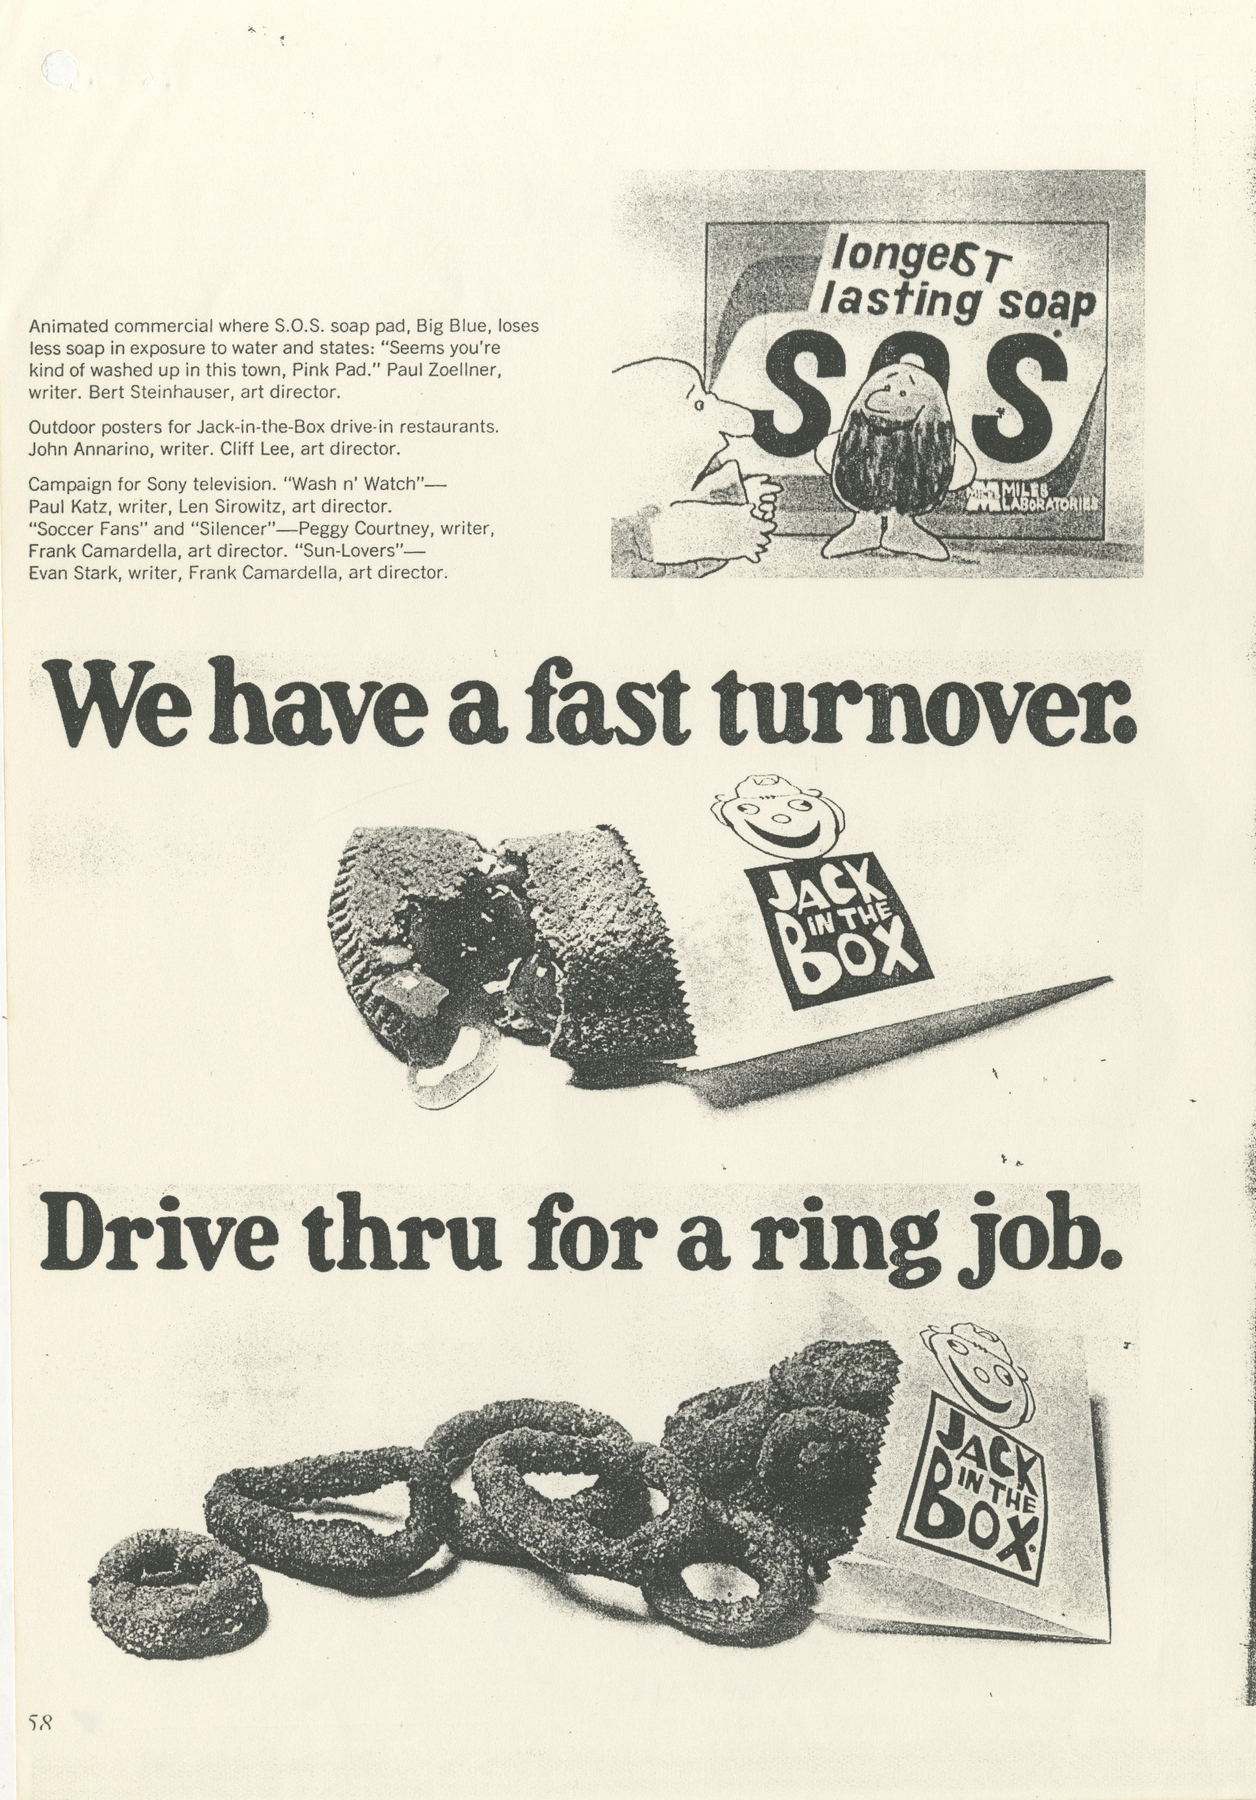 longest
lasting soap
SOS
MILES
MILES
LABORATORIES
Animated commercial where S.O.S. soap pad, Big Blue, loses
less soap in exposure to water and states: “Seems you’re
kind of washed up in this town, Pink Pad.” Paul Zoellner,
writer. Bert Steinhauser, art director.
Outdoor posters for Jack-in-the-Box drive-in restaurants.
John Annarino, writer. Cliff Lee, art director.
Campaign for Sony television. “Wash n’ Watch”—
Paul Katz, writer, Len Sirowitz, art director.
“Soccer Fans” and “Silencer”—Peggy Courtney, writer,
Frank Camardella, art director. “Sun-Lovers”—
Evan Stark, writer, Frank Camardella, art director.
We have a fast turnover.
JACK
IN THE
BOX
Drive thru for a ring job.
JACK
IN THE
BOX
58